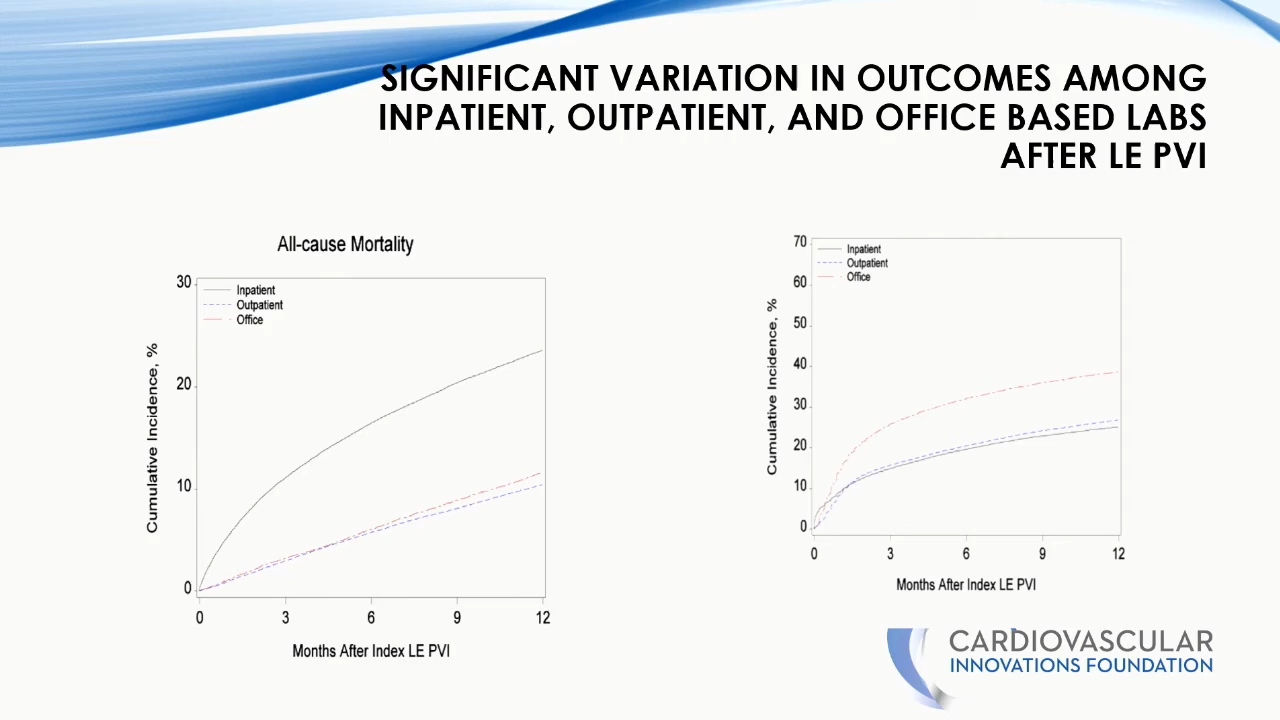 SIGNIFICANT VARIATION IN OUTCOMES AMONG
INPATIENT, OUTPATIENT, AND OFFICE BASED LABS
AFTER LE PVI
All-cause Mortality
Cumulative Incidence, %
30
20
10
0
Inpatient
Outpatient
Office
0 3 6 9 12
Months After Index LE PVI
Cumulative Incidence, %
70
60
50
40
30
20
10
0
Inpatient
Outpatient
Office
0 3 6 9 12
Months After Index LE PVI
CARDIOVASCULAR
INNOVATIONS FOUNDATION